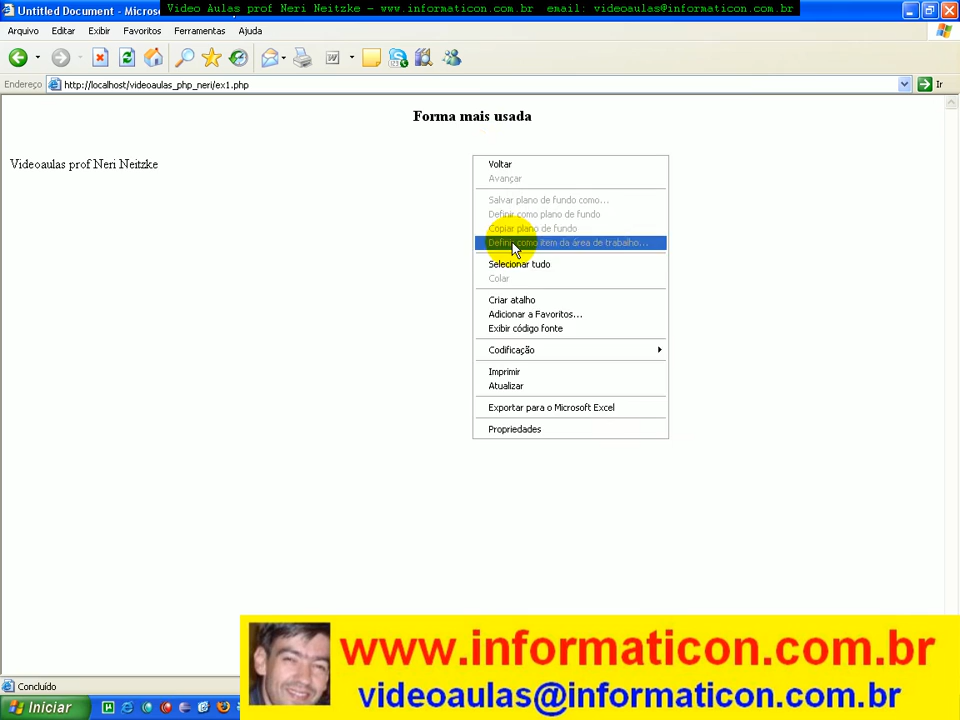 Untitled Document - Micros
Video Aulas prof Neri Neitzke – www.informaticon.com.br email: videoaulas@informaticon.com.br
Arquivo Editar Exibir Favoritos Ferramentas Ajuda
Endereço http://localhost/videoaulas_php_neri/ex1.php Ir
Forma mais usada
Videoaulas prof Neri Neitzke
Voltar
Avançar
Salvar plano de fundo como...
Definir como plano de fundo
Copiar plano de fundo
Definir como item da área de trabalho...
Selecionar tudo
Colar
Criar atalho
Adicionar a Favoritos...
Exibir código fonte
Codificação
Imprimir
Atualizar
Exportar para o Microsoft Excel
Propriedades
www.informaticon.com.br
videoaulas@informaticon.com.br
Concluído
Iniciar